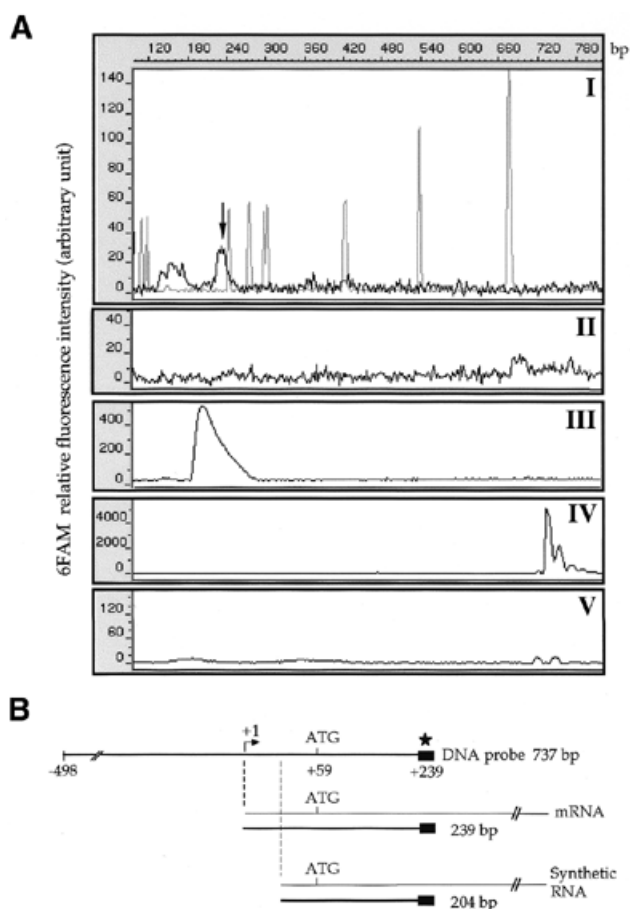 A
120 180 240 300 360 420 480 540 600 660 720 780 bp
I
140
120
100
80
60
40
20
0
II
40
20
0
III
400
200
0
IV
4000
2000
0
V
120
60
0
6FAM relative fluorescence intensity (arbitrary unit)
B
+1
ATG
★
DNA probe 737 bp
-498
+59
+239
ATG
mRNA
239 bp
ATG
Synthetic
RNA
204 bp